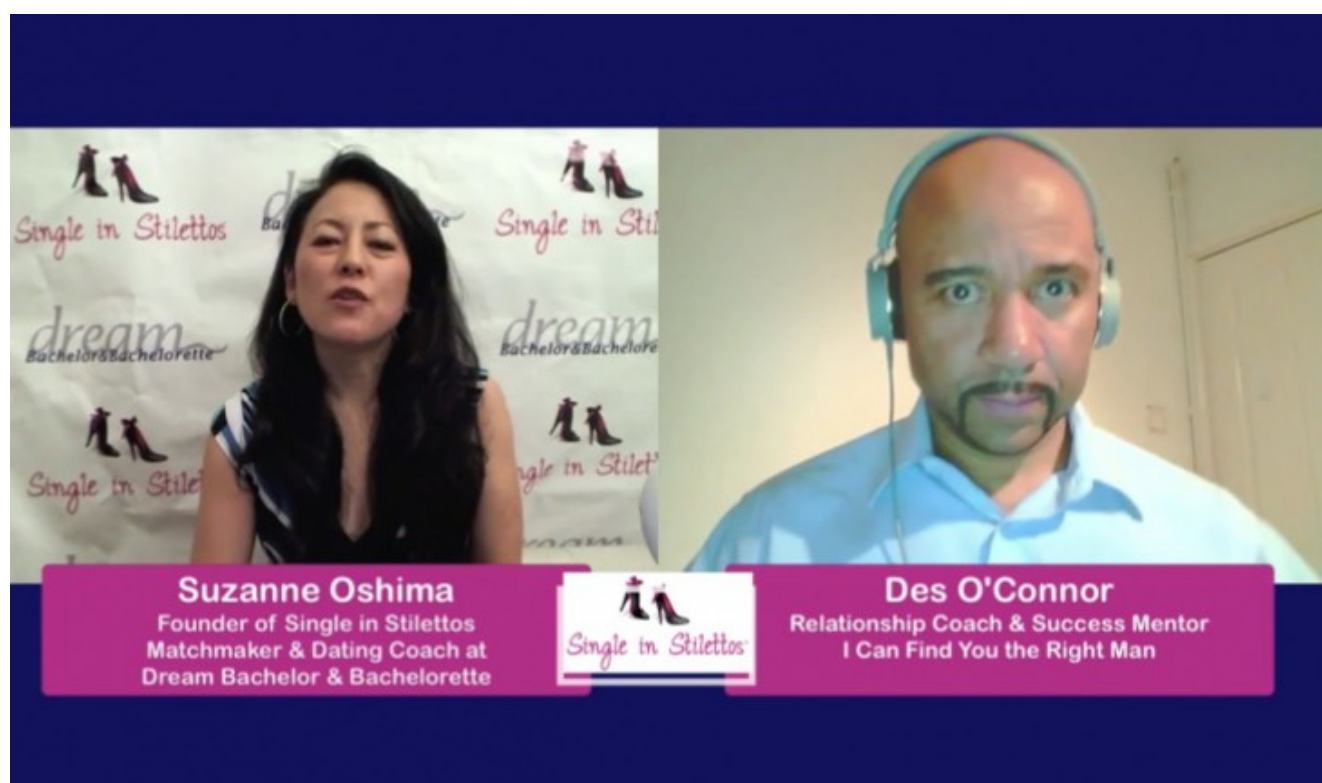 Single in Stilettos
Single in Stil
dream
Bachelor&Bachelorette
dream
Bachelor&Bachelore
Single in Stile
ngle in Stilet
Suzanne Oshima
Founder of Single in Stilettos
Matchmaker & Dating Coach at
Dream Bachelor & Bachelorette
Single in Stilettos
Des O'Connor
Relationship Coach & Success Mentor
I Can Find You the Right Man